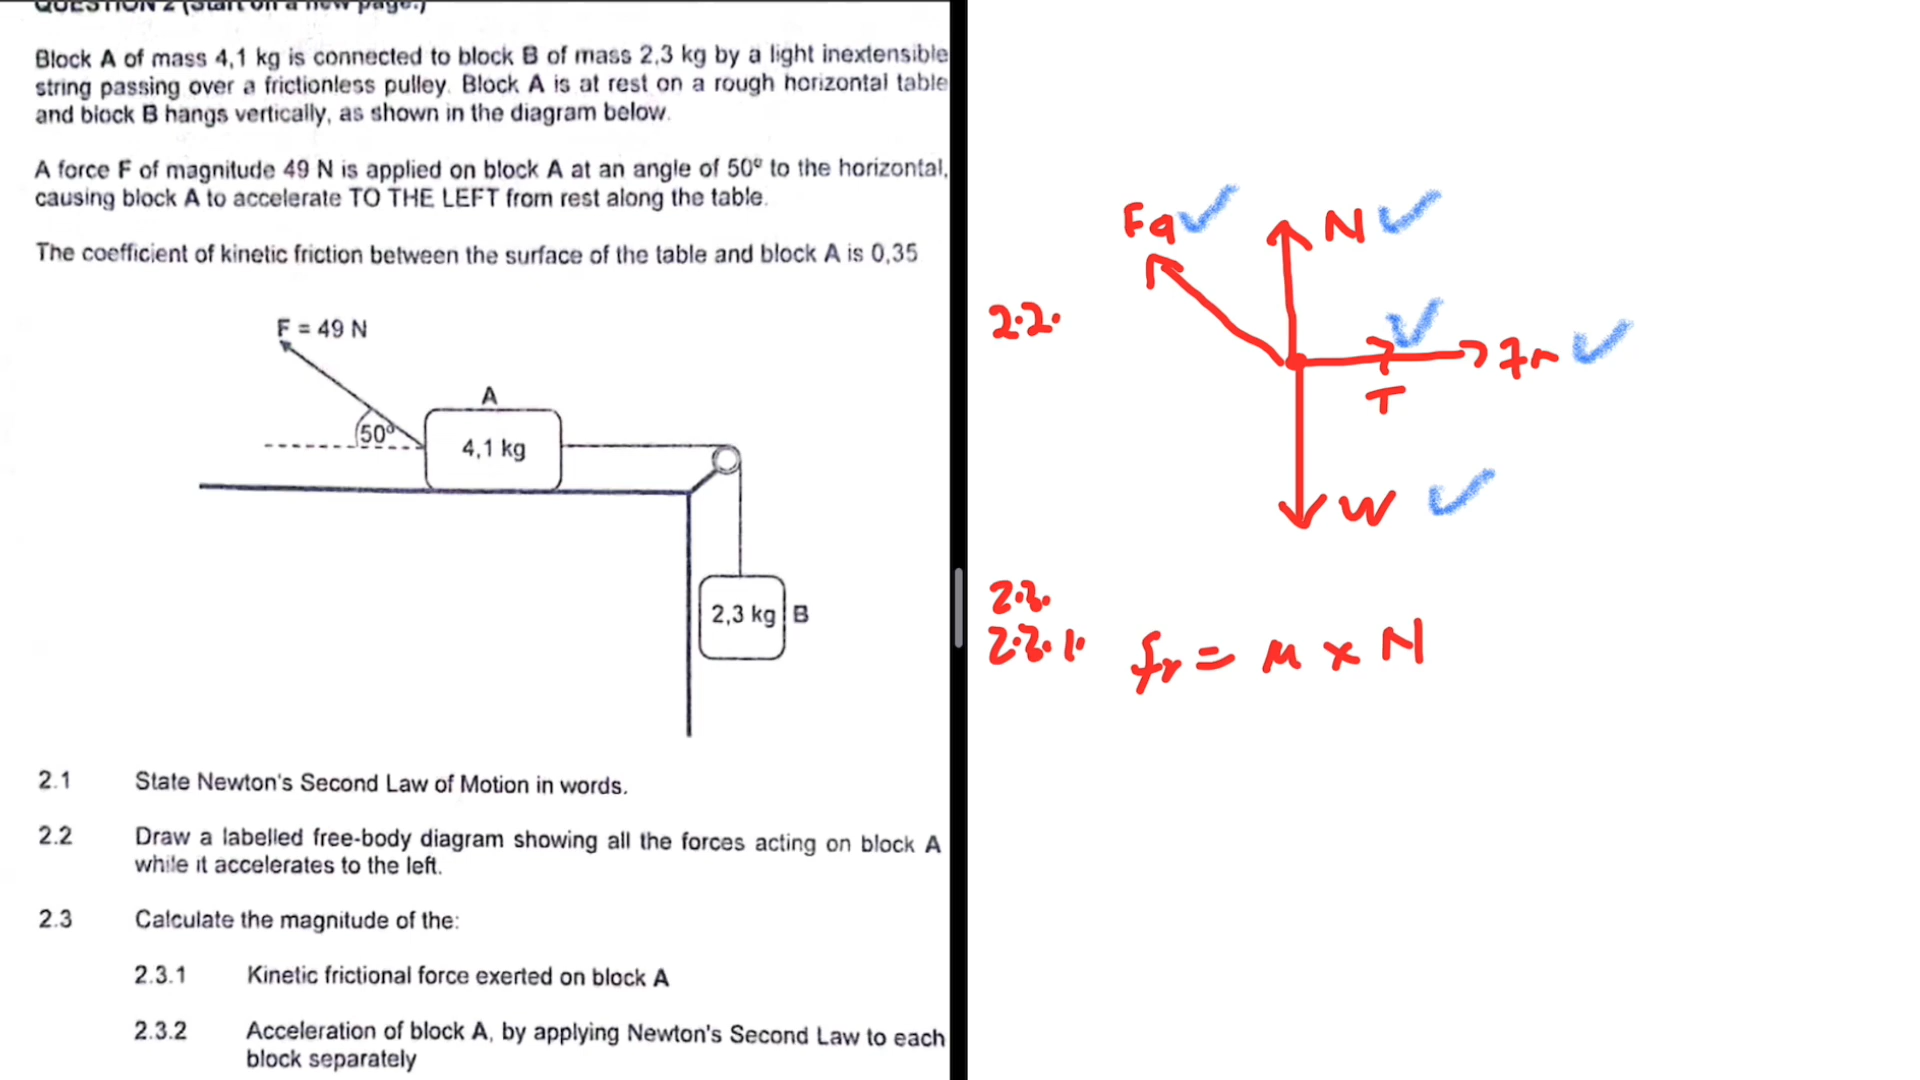 QUESTION 2 (Start on a new page.)
Block A of mass 4,1 kg is connected to block B of mass 2,3 kg by a light inextensible
string passing over a frictionless pulley. Block A is at rest on a rough horizontal table
and block B hangs vertically, as shown in the diagram below.
A force F of magnitude 49 N is applied on block A at an angle of 50° to the horizontal,
causing block A to accelerate TO THE LEFT from rest along the table.
The coefficient of kinetic friction between the surface of the table and block A is 0,35
F = 49 N
A
50°
4,1 kg
2,3 kg B
2.1 State Newton's Second Law of Motion in words.
2.2 Draw a labelled free-body diagram showing all the forces acting on block A
while it accelerates to the left.
2.3 Calculate the magnitude of the:
2.3.1 Kinetic frictional force exerted on block A
2.3.2 Acceleration of block A, by applying Newton's Second Law to each
block separately
Fa N
2.2.
fr
T
W
2.3.
2.3.1. fr = μ x N